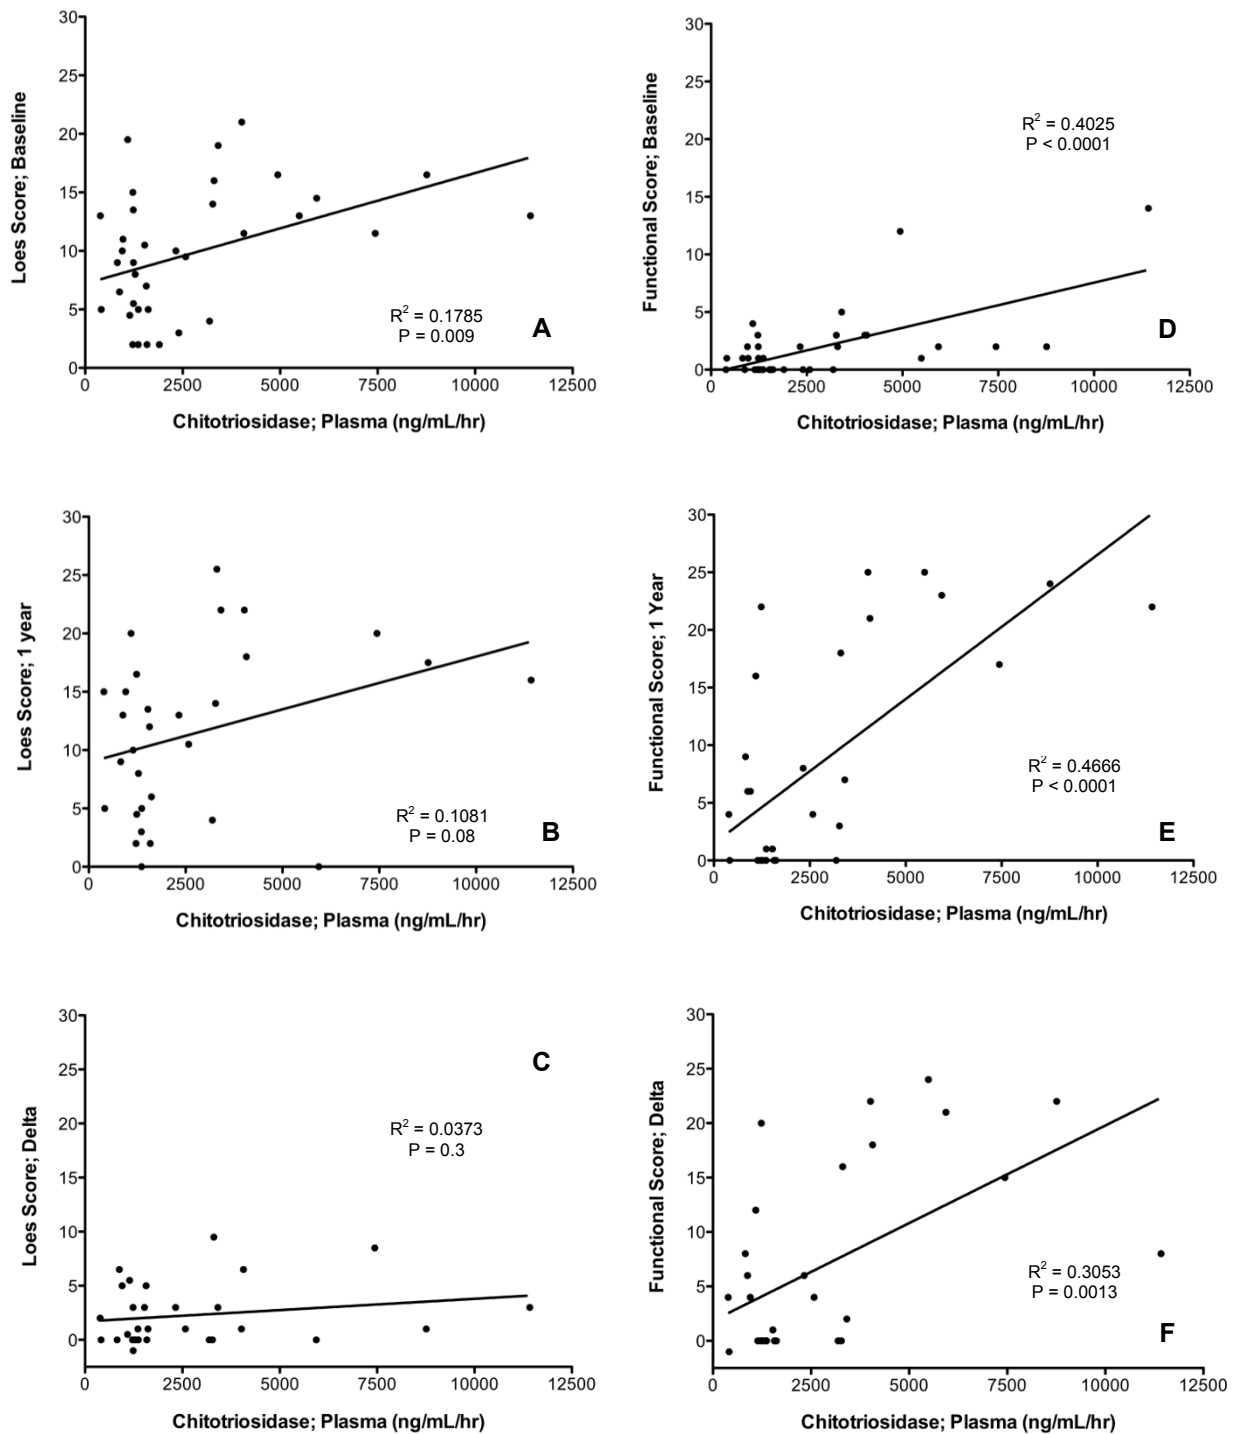 30
25
20
15
10
5
0
Loes Score; Baseline
R² = 0.1785
P = 0.009
A
0 2500 5000 7500 10000 12500
Chitotriosidase; Plasma (ng/mL/hr)
30
25
20
15
10
5
0
Functional Score; Baseline
R² = 0.4025
P < 0.0001
D
0 2500 5000 7500 10000 12500
Chitotriosidase; Plasma (ng/mL/hr)
30
25
20
15
10
5
0
Loes Score; 1 year
R² = 0.1081
P = 0.08
B
0 2500 5000 7500 10000 12500
Chitotriosidase; Plasma (ng/mL/hr)
30
25
20
15
10
5
0
Functional Score; 1 Year
R² = 0.4666
P < 0.0001
E
0 2500 5000 7500 10000 12500
Chitotriosidase; Plasma (ng/mL/hr)
30
25
20
15
10
5
0
Loes Score; Delta
C
R² = 0.0373
P = 0.3
0 2500 5000 7500 10000 12500
Chitotriosidase; Plasma (ng/mL/hr)
30
25
20
15
10
5
0
Functional Score; Delta
R² = 0.3053
P = 0.0013
F
0 2500 5000 7500 10000 12500
Chitotriosidase; Plasma (ng/mL/hr)